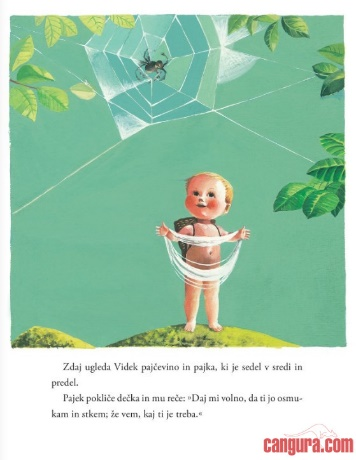 Zdaj ugleda Videk pajčevino in pajka, ki je sedel v sredi in
predel.
Pajek pokliče dečka in mu reče: »Daj mi volno, da ti jo osmu-
kam in stkem; že vem, kaj ti je treba.«
cangura.com